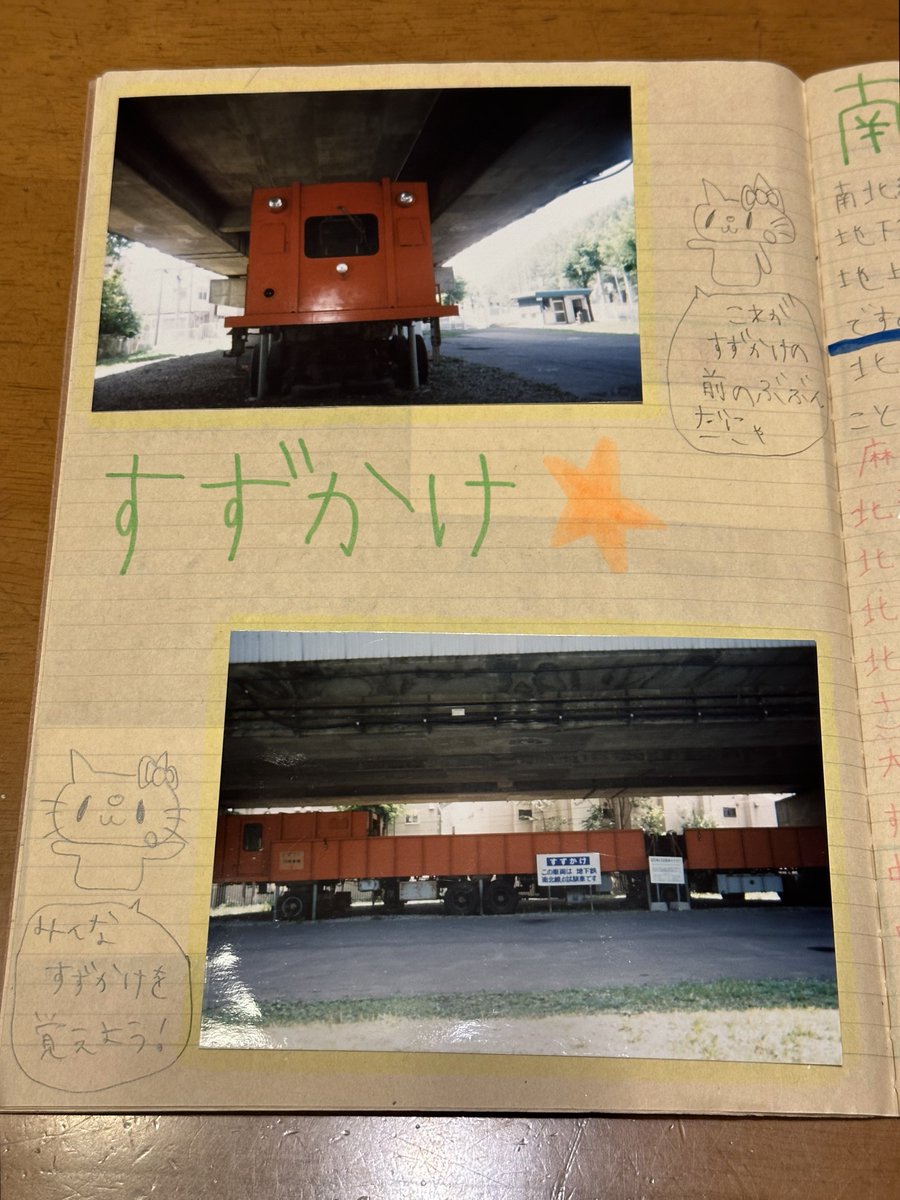 これが
すずかけの
前のぶぶん
だにゃ
すずかけ
すずかけ
この車両は 地下鉄
南北線の試験車です
みんな
すずかけを
覚えよう!
南
南北
地下
地上
です
北
こと
麻
北
北
北
北
さ
大
す